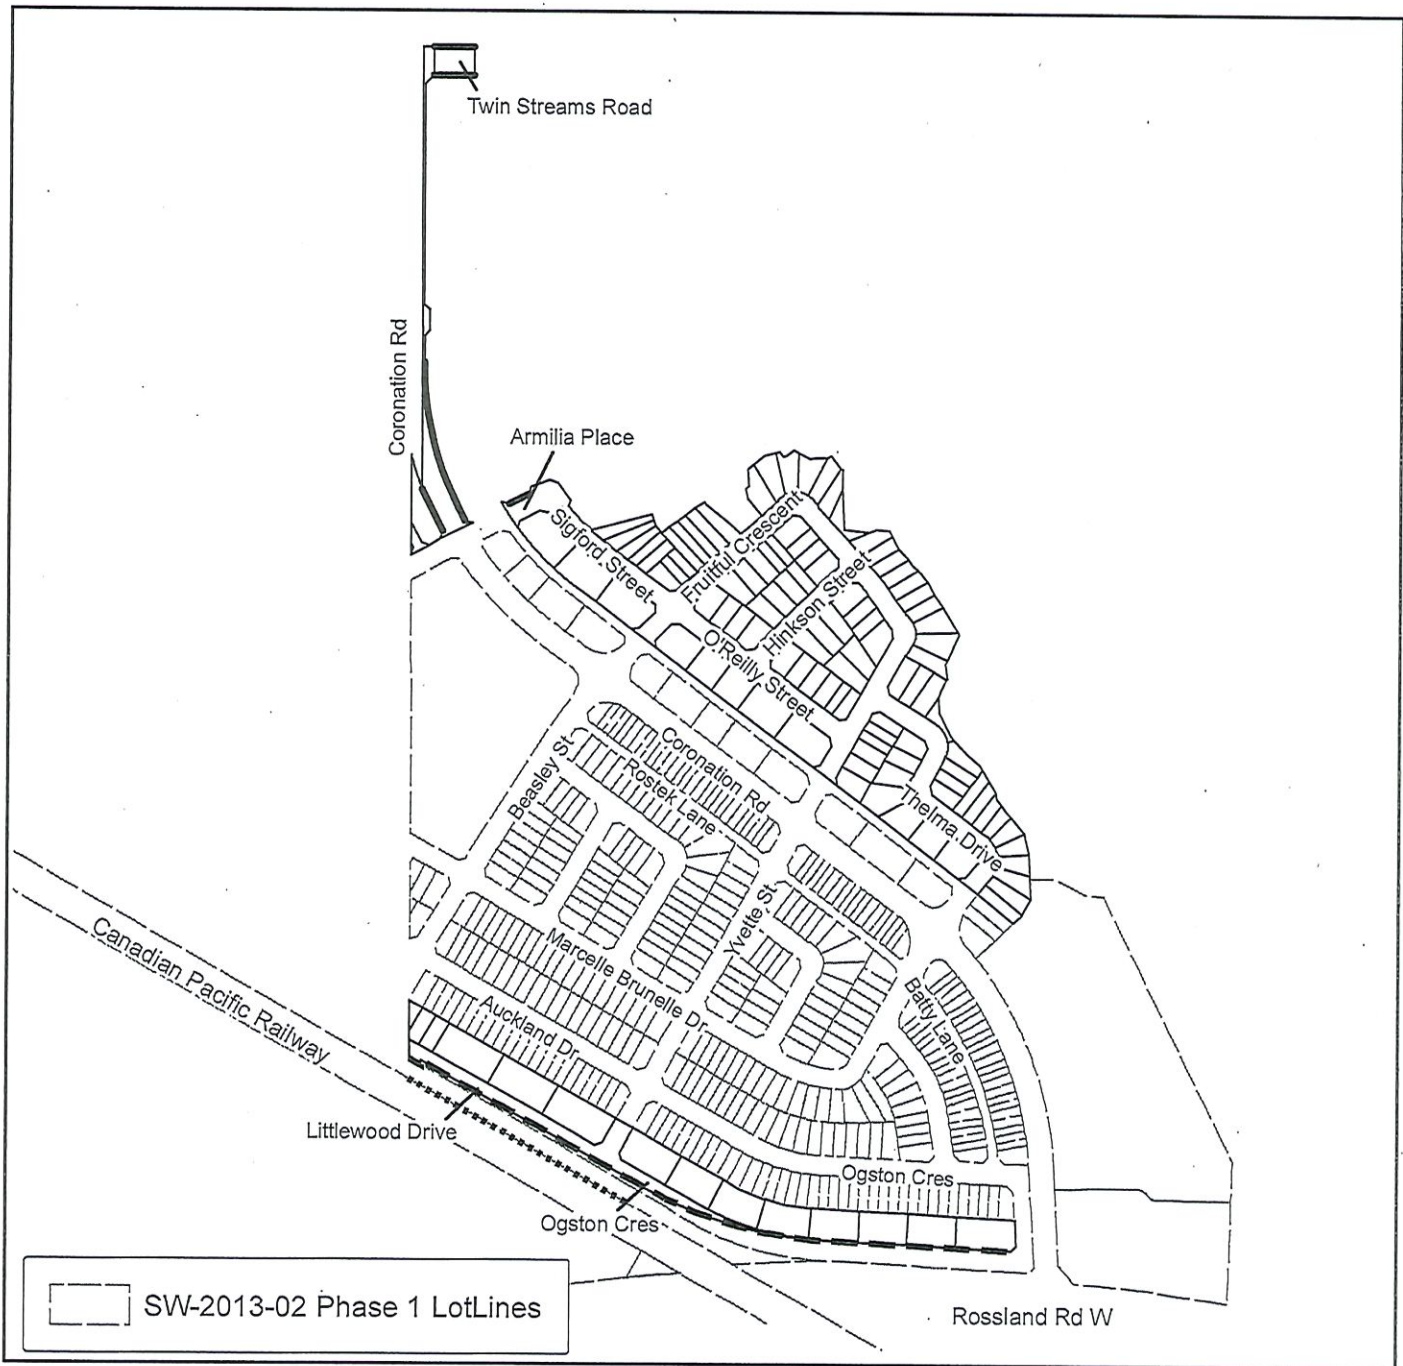 Twin Streams Road
Coronation Rd
Armilia Place
Sigford Street
Fruitful Crescent
Hinkson Street
O'Reilly Street
Thelma Drive
Coronation Rd
Rostek Lane
Beasley St
Yvette St
Marcelle Brunelle Dr
Batty Lane
Auckland Dr
Canadian Pacific Railway
Littlewood Drive
Ogston Cres
Ogston Cres
Rossland Rd W
SW-2013-02 Phase 1 LotLines